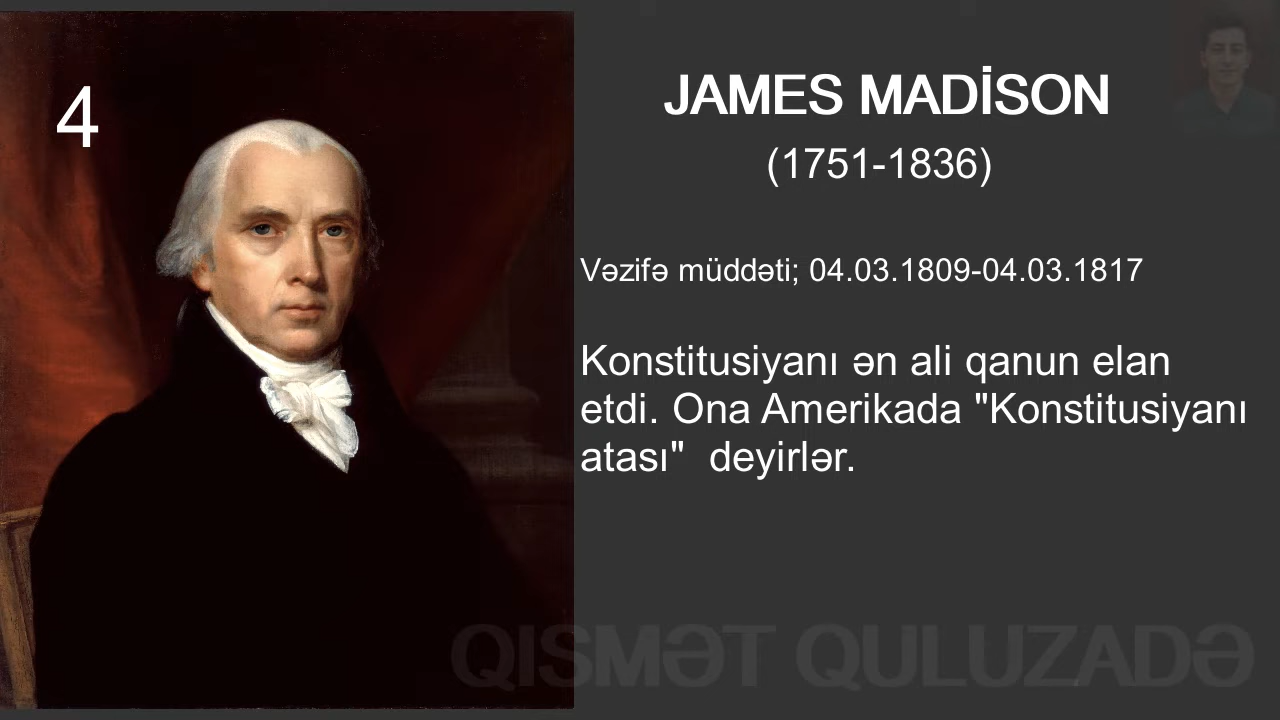 4
JAMES MADİSON
(1751-1836)
Vəzifə müddəti; 04.03.1809-04.03.1817
Konstitusiyanı ən ali qanun elan
etdi. Ona Amerikada "Konstitusiyanı
atası"  deyirlər.
QISMƏT QULUZADƏ